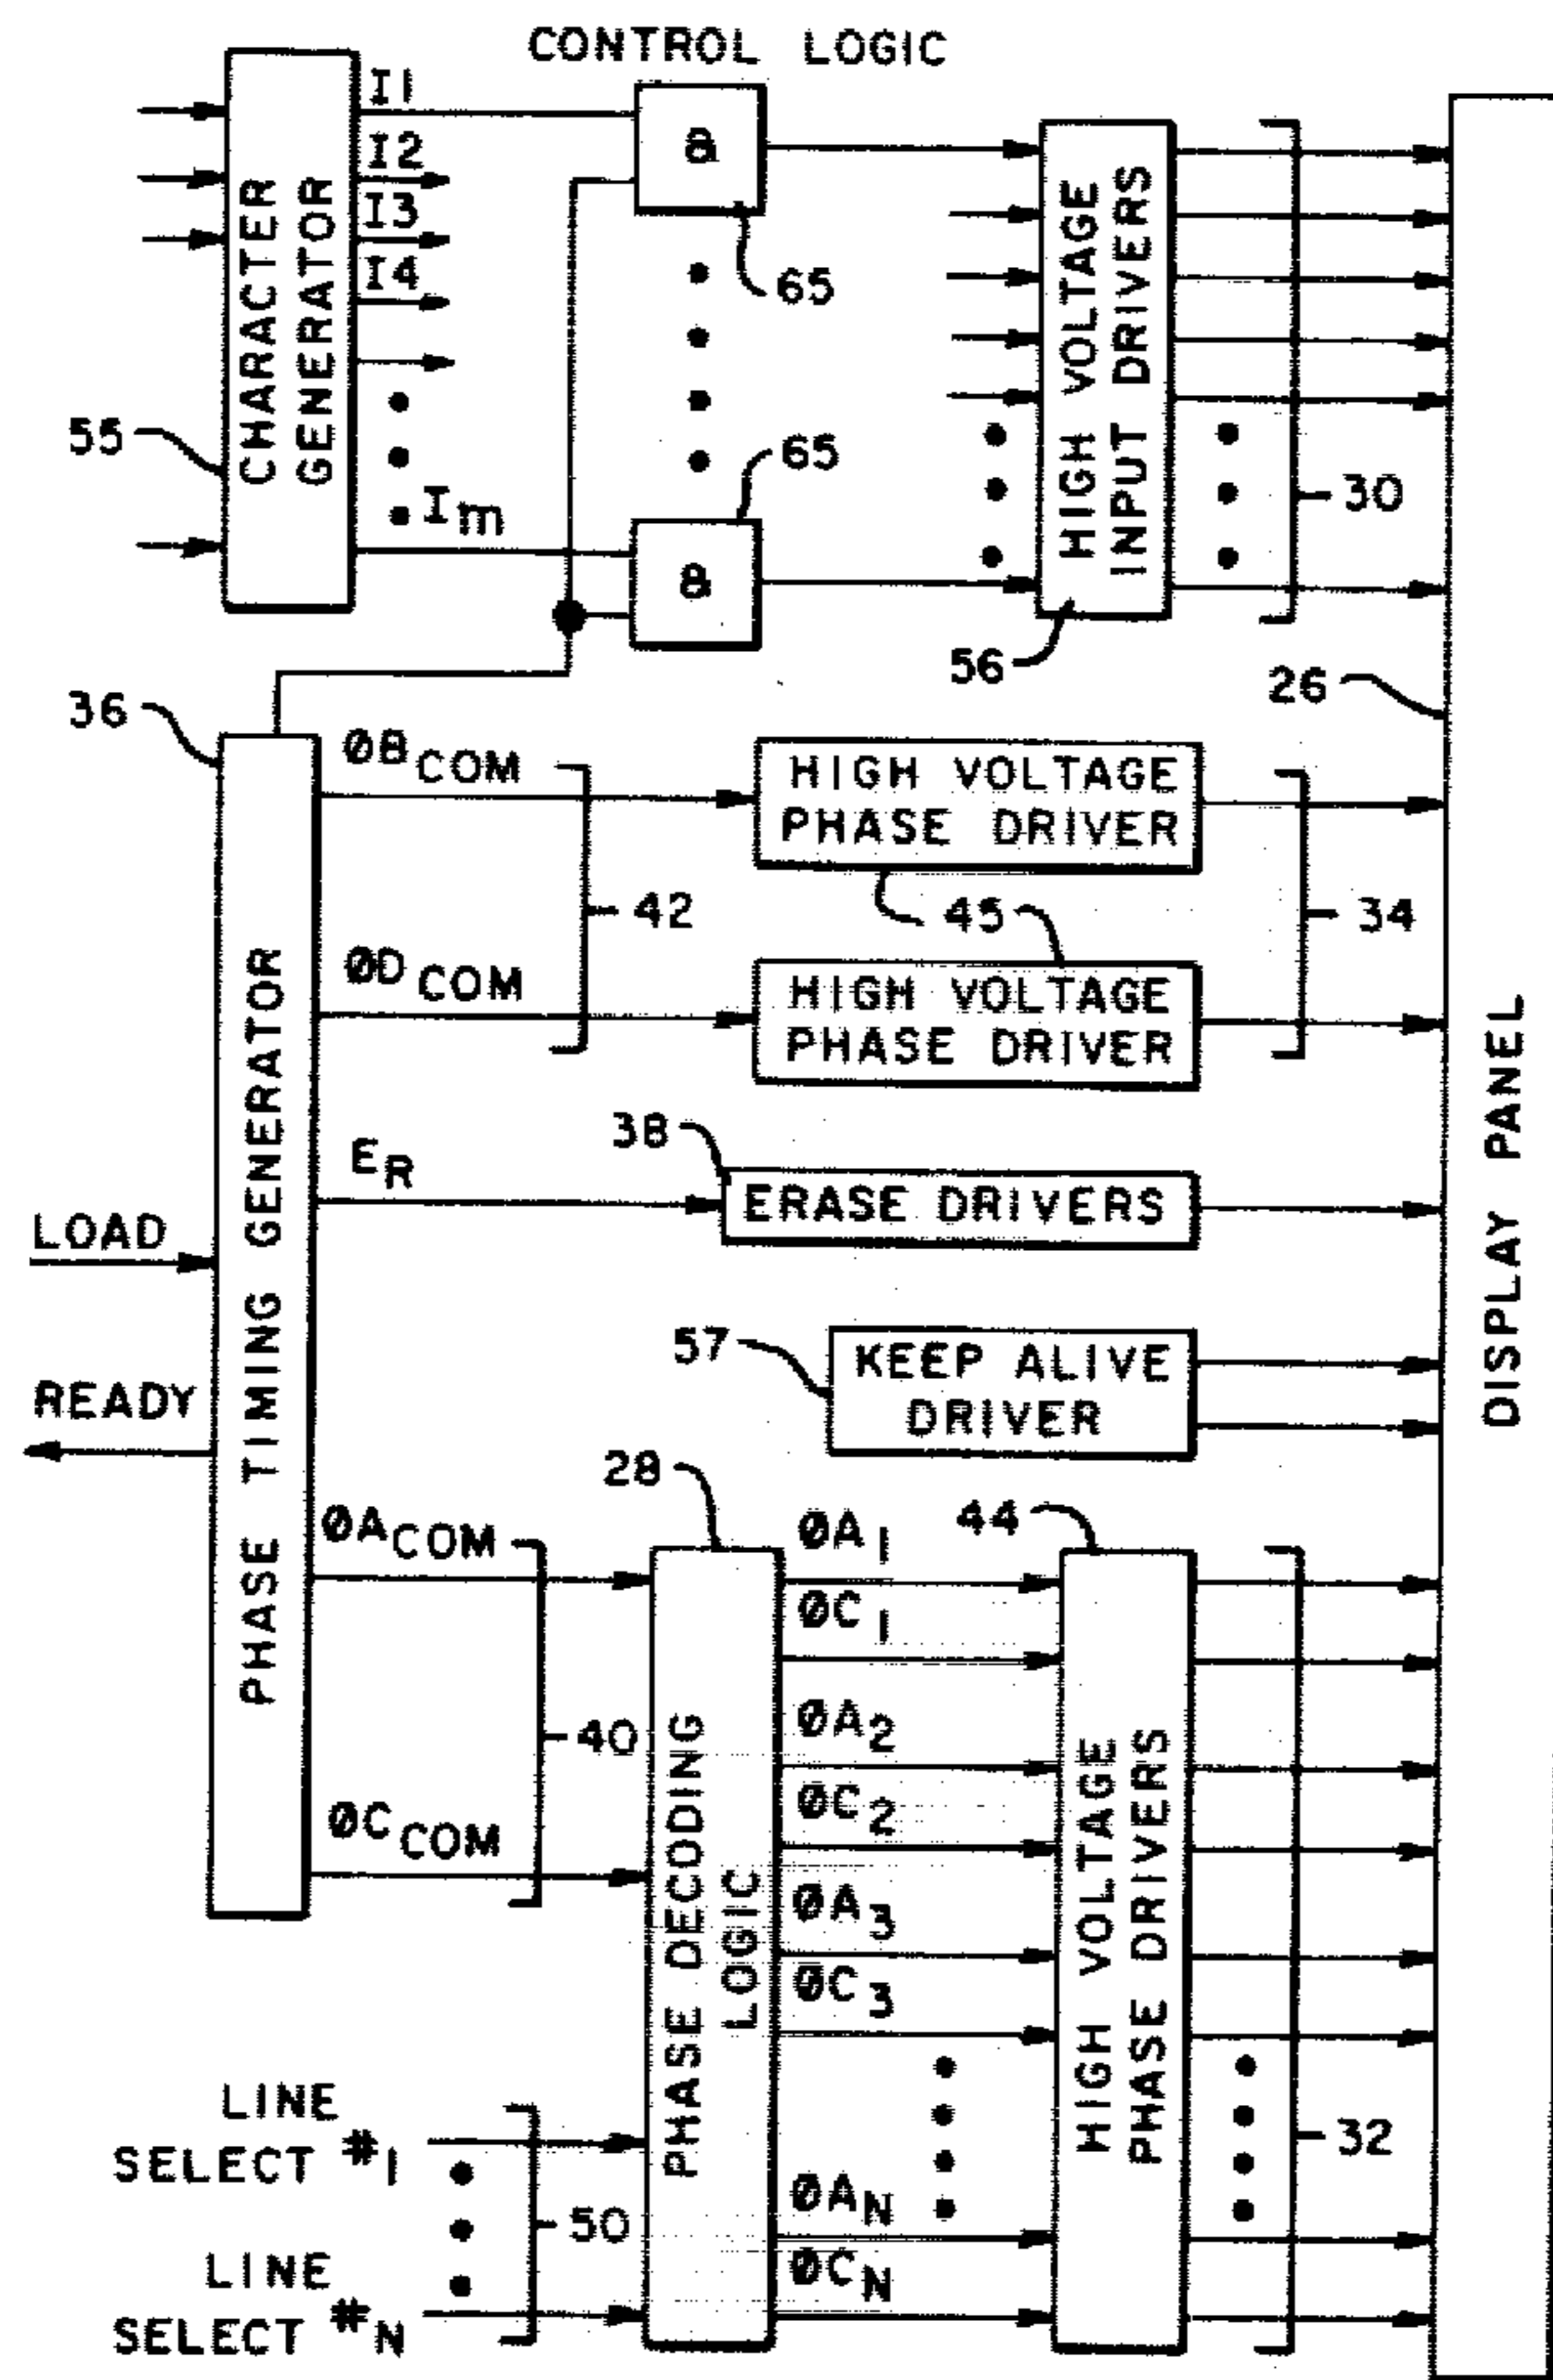 CONTROL LOGIC
CHARACTER
GENERATOR
I1
I2
I3
I4
Im
55
&
65
65
&
HIGH VOLTAGE
INPUT DRIVERS
56
30
26
DISPLAY PANEL
36
PHASE TIMING GENERATOR
ØB COM
ØD COM
42
HIGH VOLTAGE
PHASE DRIVER
45
HIGH VOLTAGE
PHASE DRIVER
34
ER
38
ERASE DRIVERS
LOAD
READY
57
KEEP ALIVE
DRIVER
ØA COM
ØC COM
40
28
PHASE DECODING
LOGIC
ØA1
ØC1
ØA2
ØC2
ØA3
ØC3
ØAN
ØCN
44
HIGH VOLTAGE
PHASE DRIVERS
32
LINE
SELECT #1
50
LINE
SELECT #N